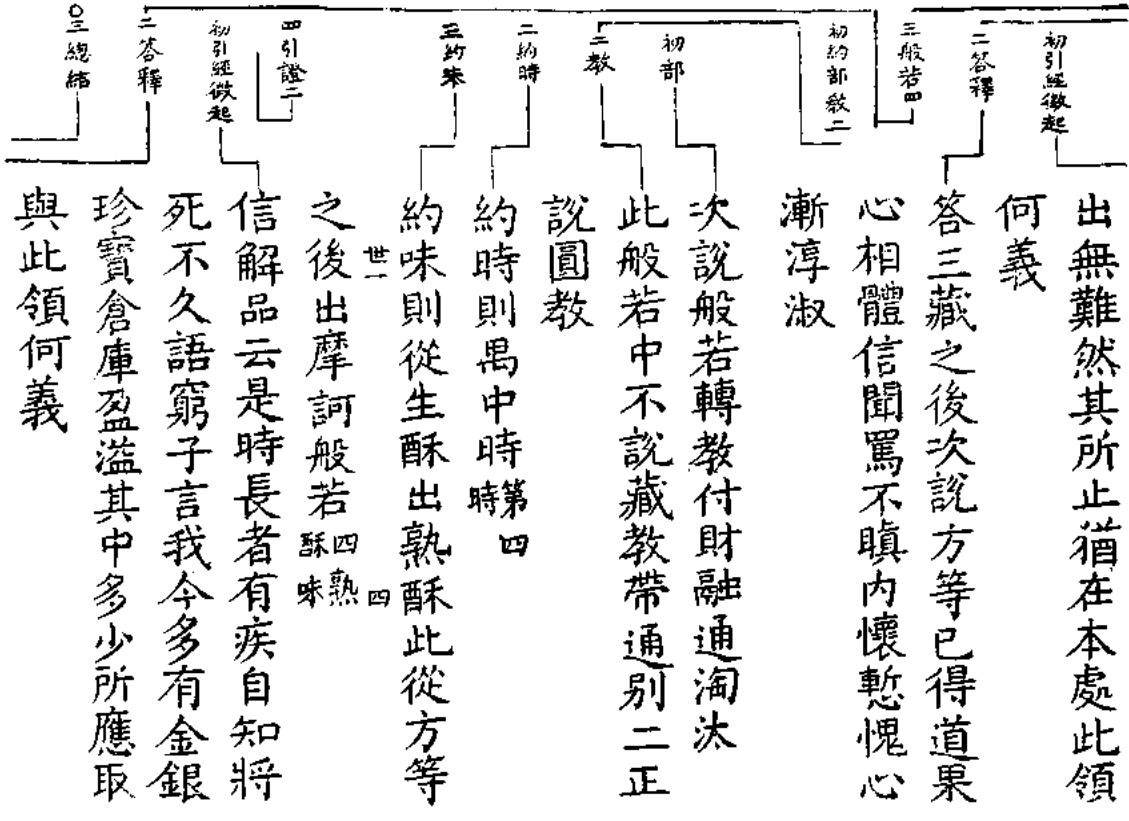 初引經徵起
二答釋
三般若四
初約部教二
初部
二教
二約時
三約味
四引證二
初引經徵起
二答釋
○三總結
出無難然其所止猶在本處此領
何義
答三藏之後次說方等已得道果
心相體信聞罵不瞋內懷慙愧心
漸淳淑
次說般若轉教付財融通淘汰
此般若中不說藏教帶通別二正
說圓教
約時則禺中時第四時
約味則從生酥出熟酥此從方等
之後出摩訶般若四熟酥味
世一
四
信解品云是時長者有疾自知將
死不久語窮子言我今多有金銀
珍寶倉庫盈溢其中多少所應取
與此領何義